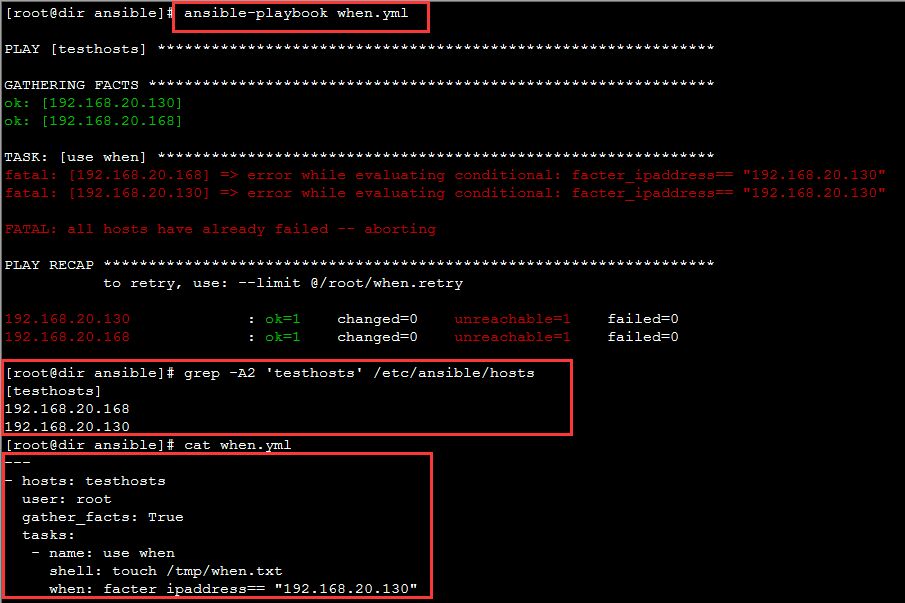 [root@dir ansible]# ansible-playbook when.yml
PLAY [testhosts] **************************************************************
GATHERING FACTS ***************************************************************
ok: [192.168.20.130]
ok: [192.168.20.168]
TASK: [use when] **************************************************************
fatal: [192.168.20.168] => error while evaluating conditional: facter_ipaddress== "192.168.20.130"
fatal: [192.168.20.130] => error while evaluating conditional: facter_ipaddress== "192.168.20.130"
FATAL: all hosts have already failed -- aborting
PLAY RECAP ********************************************************************
           to retry, use: --limit @/root/when.retry
192.168.20.130             : ok=1    changed=0    unreachable=1    failed=0
192.168.20.168             : ok=1    changed=0    unreachable=1    failed=0
[root@dir ansible]# grep -A2 'testhosts' /etc/ansible/hosts
[testhosts]
192.168.20.168
192.168.20.130
[root@dir ansible]# cat when.yml
---
- hosts: testhosts
  user: root
  gather_facts: True
  tasks:
   - name: use when
     shell: touch /tmp/when.txt
     when: facter_ipaddress== "192.168.20.130"